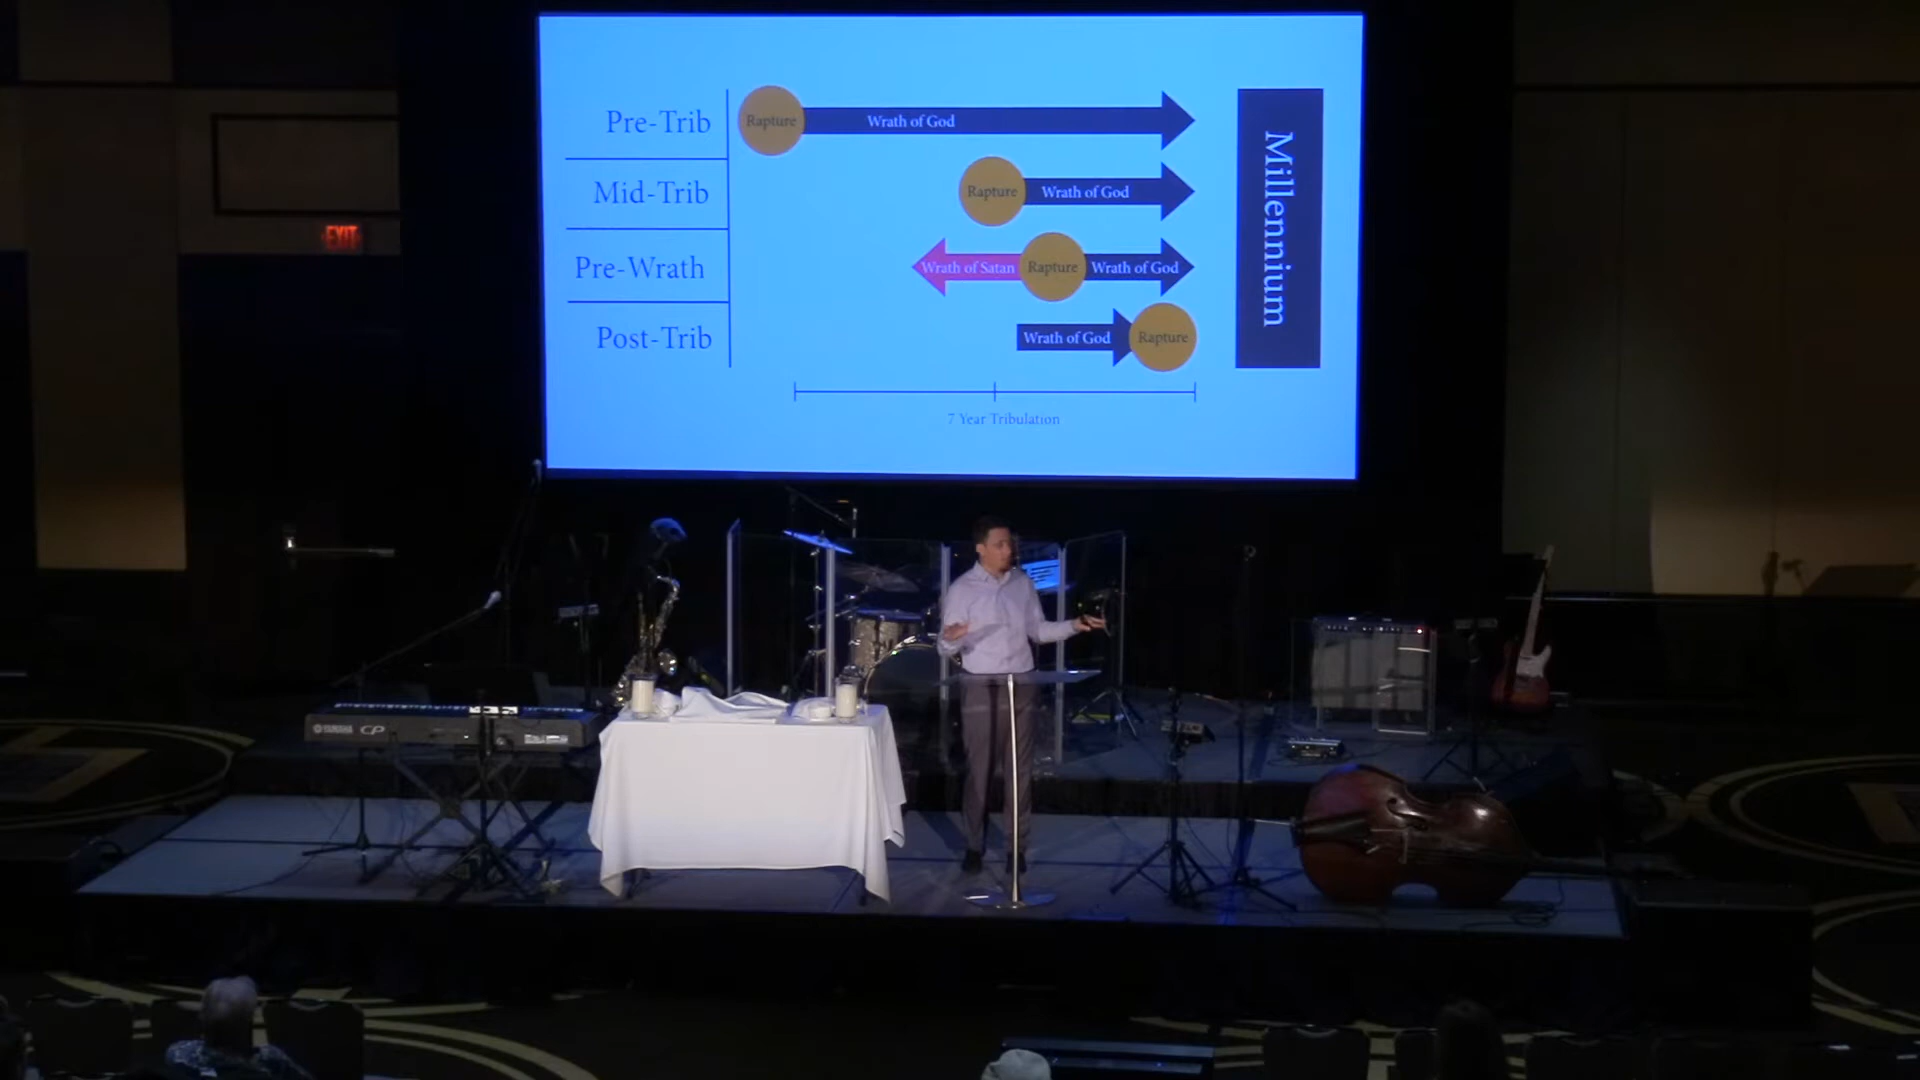 Pre-Trib
Rapture
Wrath of God
Mid-Trib
Rapture
Wrath of God
Pre-Wrath
Wrath of Satan
Rapture
Wrath of God
Post-Trib
Wrath of God
Rapture
Millennium
7 Year Tribulation
EXIT
YAMAHA CP